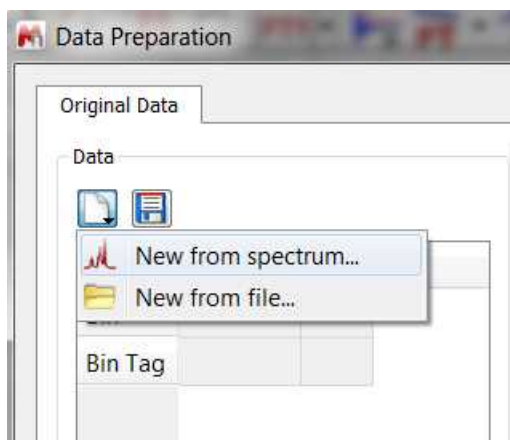 Data Preparation
Original Data
Data
New from spectrum...
New from file...
Bin Tag